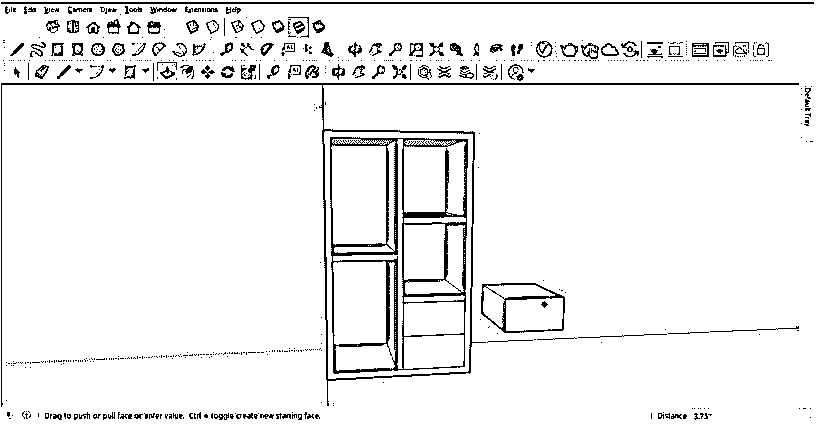 File Edit View Camera Draw Tools Window Extensions Help
Default Tray
Drag to push or pull face or enter value. Ctrl = toggle create new starting face.
Distance 3.75"